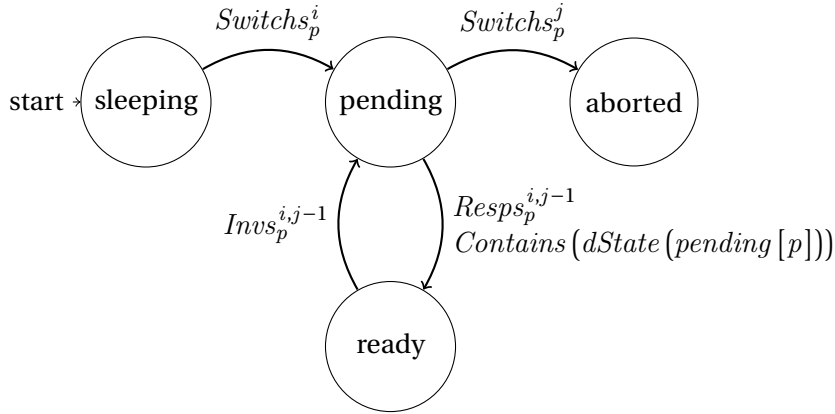 Switchs_p^i
Switchs_p^j
start
sleeping
pending
aborted
Invs_p^{i,j−1}
Resps_p^{i,j−1}
Contains (dState (pending [p]))
ready